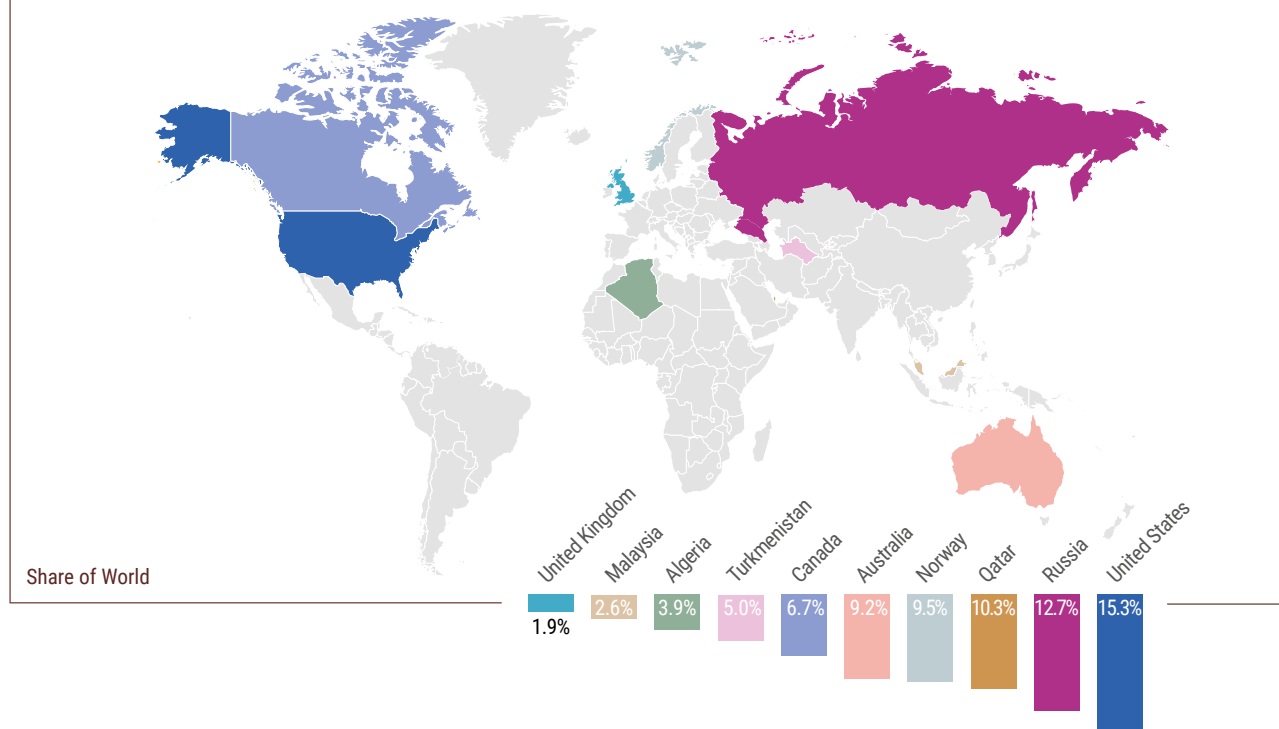 Share of World
United Kingdom
Malaysia
Algeria
Turkmenistan
Canada
Australia
Norway
Qatar
Russia
United States
1.9%
2.6%
3.9%
5.0%
6.7%
9.2%
9.5%
10.3%
12.7%
15.3%